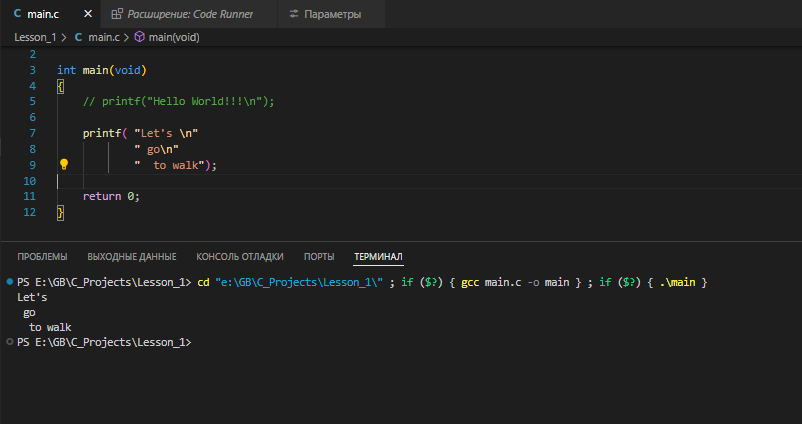 main.c Расширение: Code Runner Параметры
Lesson_1 > main.c > main(void)
2
3 int main(void)
4 {
5 // printf("Hello World!!!\n");
6
7 printf( "Let's \n"
8 " go\n"
9 "  to walk");
10
11 return 0;
12 }
ПРОБЛЕМЫ ВЫХОДНЫЕ ДАННЫЕ КОНСОЛЬ ОТЛАДКИ ПОРТЫ ТЕРМИНАЛ
PS E:\GB\C_Projects\Lesson_1> cd "e:\GB\C_Projects\Lesson_1\" ; if ($?) { gcc main.c -o main } ; if ($?) { .\main }
Let's
 go
  to walk
PS E:\GB\C_Projects\Lesson_1>